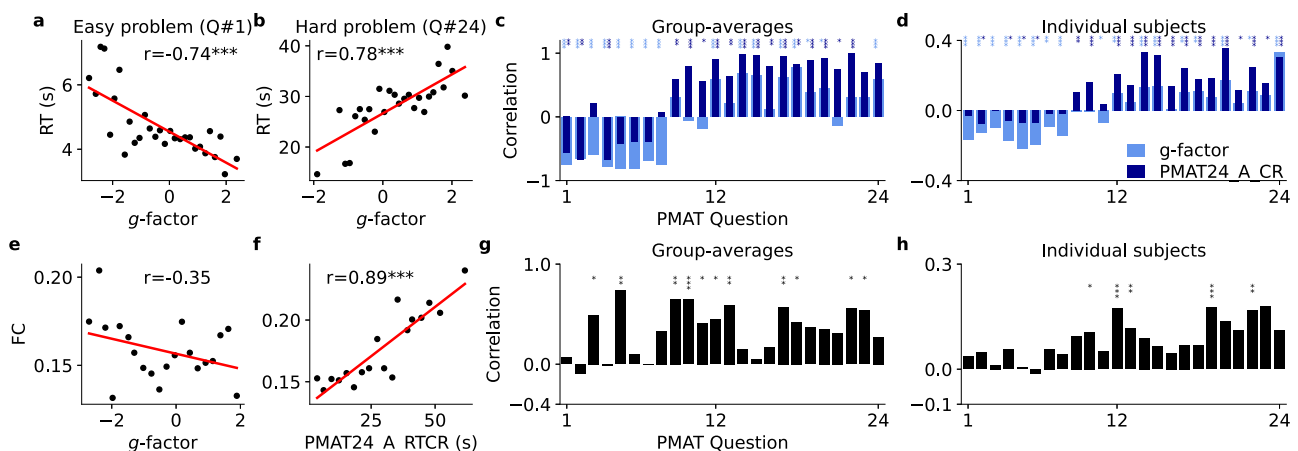 a Easy problem (Q#1)
r=-0.74***
RT (s)
6
4
−2 0 2
g-factor
b Hard problem (Q#24)
r=0.78***
40
30
20
−2 0 2
g-factor
c Group-averages
Correlation
1
0
−1
1 12 24
PMAT Question
d Individual subjects
0.4
0.0
−0.4
g-factor
PMAT24_A_CR
1 12 24
e
r=-0.35
FC
0.20
0.15
−2 0 2
g-factor
f
r=0.89***
0.20
0.15
25 50
PMAT24_A_RTCR (s)
g Group-averages
Correlation
1.0
0.0
−0.4
1 12 24
PMAT Question
h Individual subjects
0.3
0.0
−0.1
1 12 24